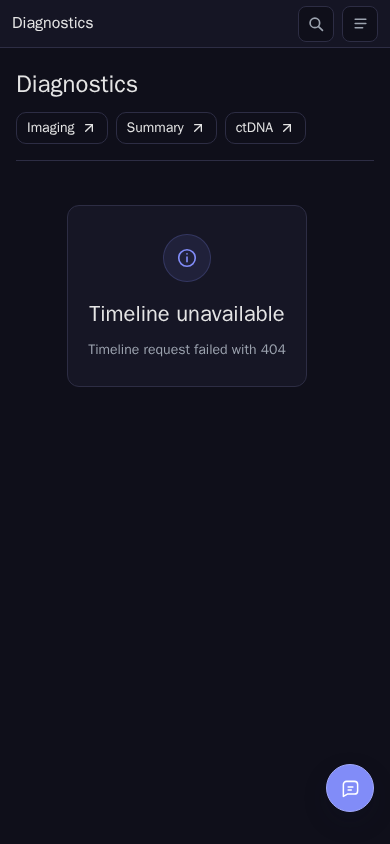 Diagnostics
Diagnostics
Imaging
Summary
ctDNA
Timeline unavailable
Timeline request failed with 404